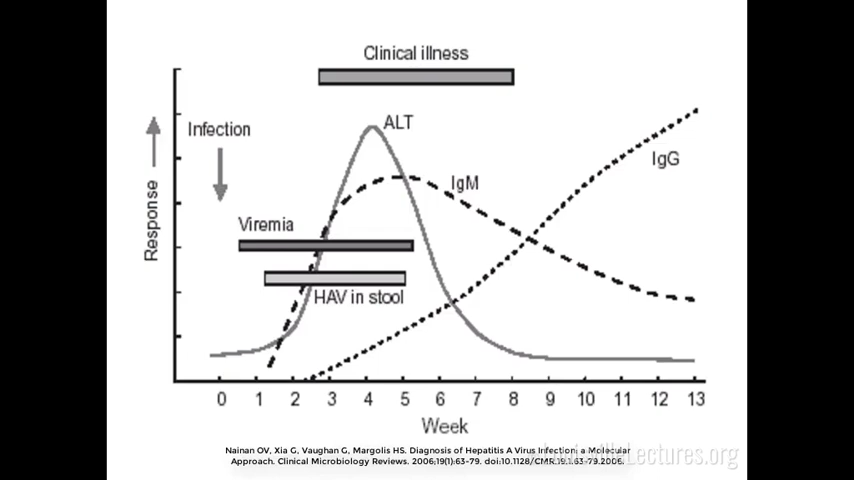 Clinical illness
ALT
Infection
IgG
IgM
Response
Viremia
HAV in stool
0 1 2 3 4 5 6 7 8 9 10 11 12 13
Week
Nainan OV, Xia G, Vaughan G, Margolis HS. Diagnosis of Hepatitis A Virus Infection: a Molecular
Approach. Clinical Microbiology Reviews. 2006;19(1):63-79. doi:10.1128/CMR.19.1.63-79.2006.
Lectures.org